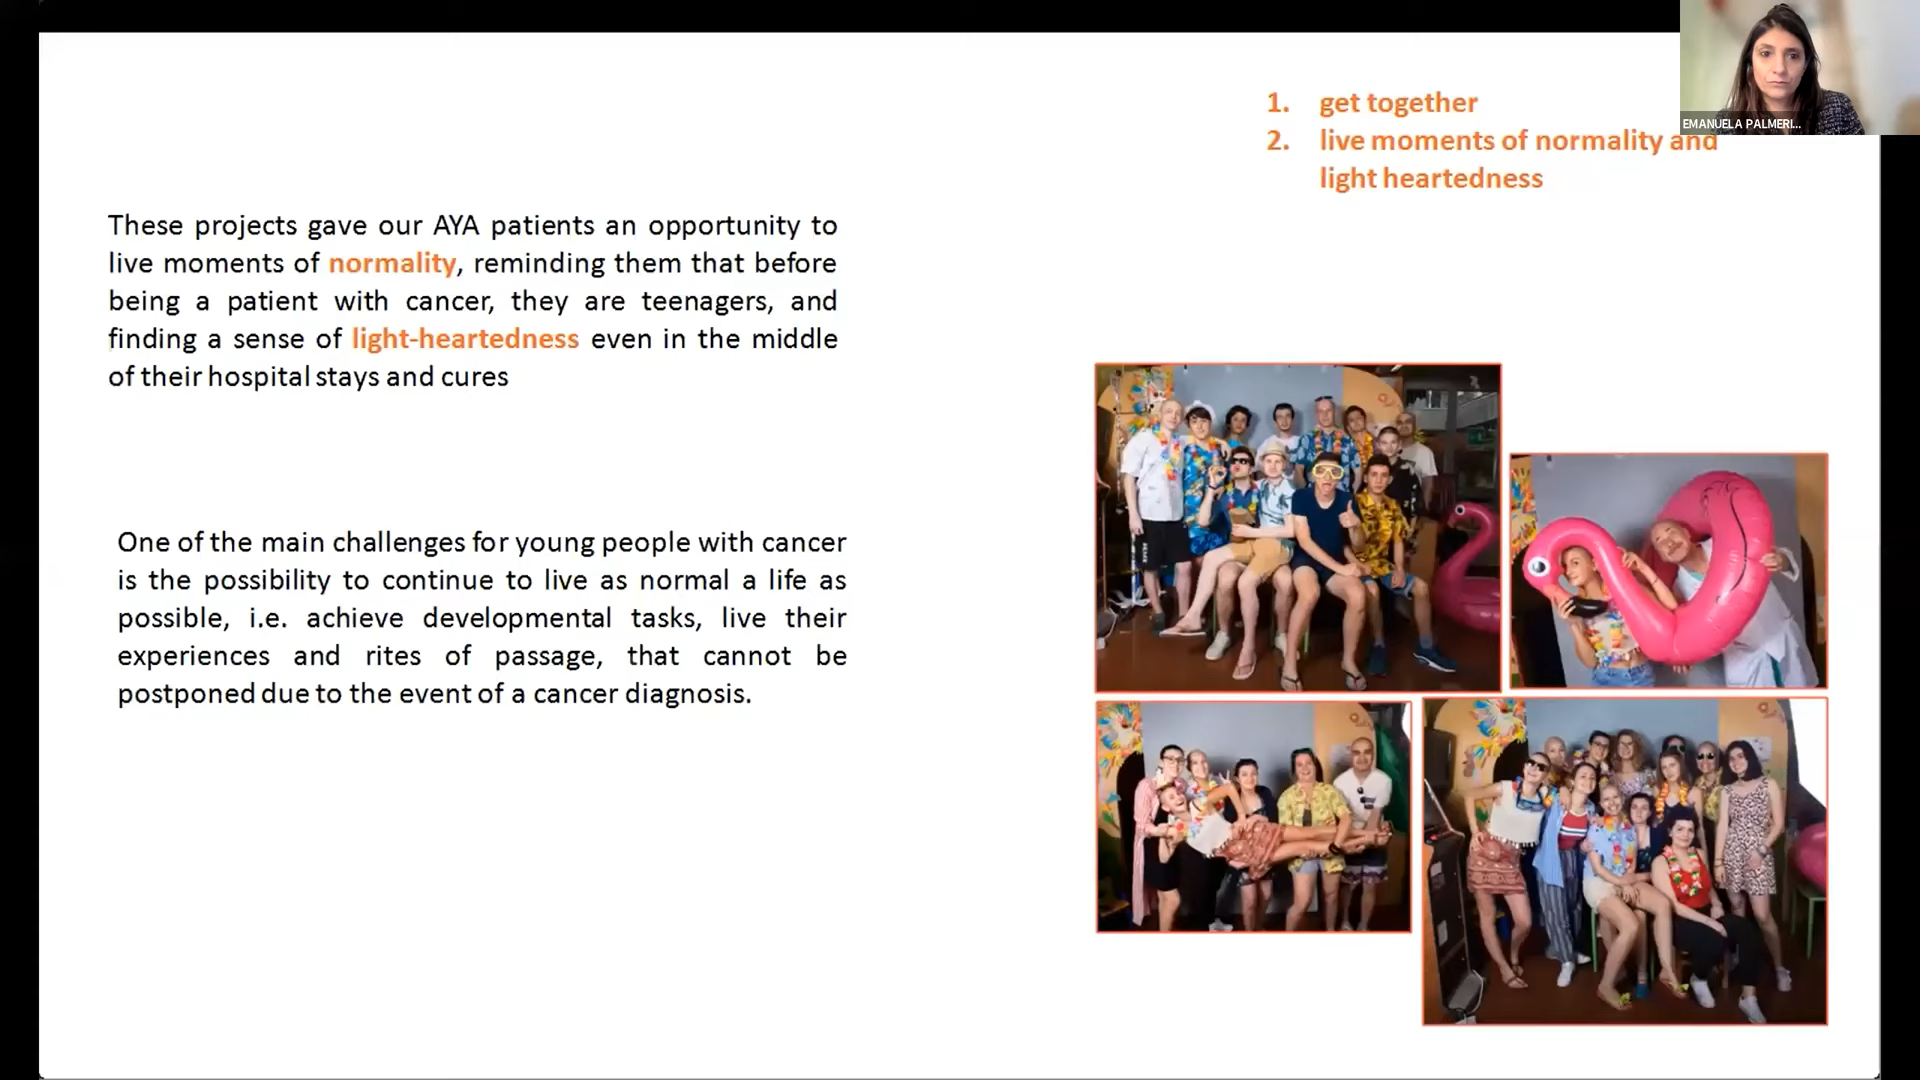 EMANUELA PALMERI...
1. get together
2. live moments of normality and
light heartedness
These projects gave our AYA patients an opportunity to
live moments of normality, reminding them that before
being a patient with cancer, they are teenagers, and
finding a sense of light-heartedness even in the middle
of their hospital stays and cures
One of the main challenges for young people with cancer
is the possibility to continue to live as normal a life as
possible, i.e. achieve developmental tasks, live their
experiences and rites of passage, that cannot be
postponed due to the event of a cancer diagnosis.